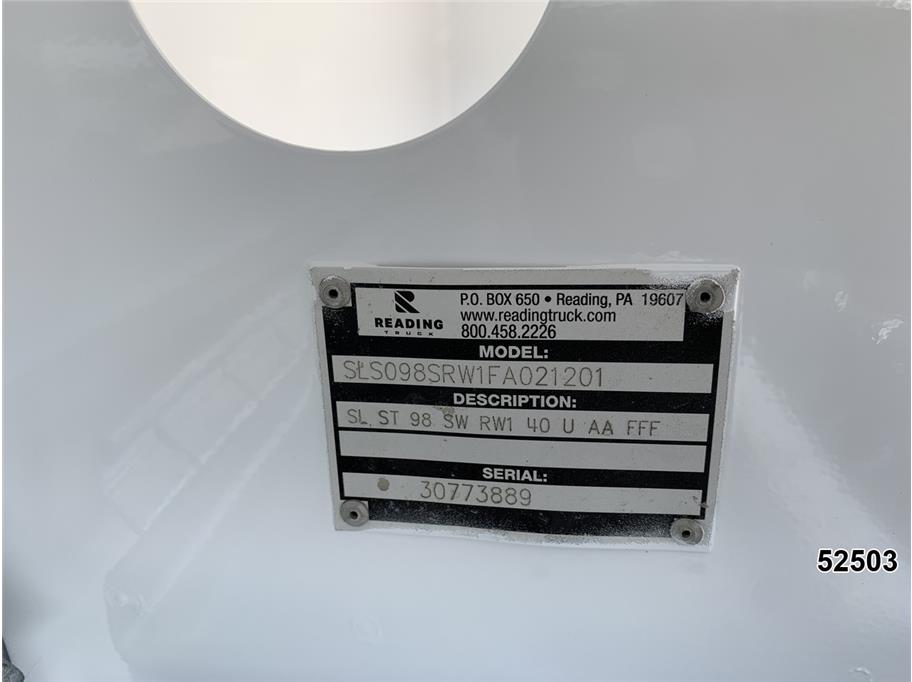 READING
TRUCK
P.O. BOX 650 • Reading, PA 19607
www.readingtruck.com
800.458.2226
MODEL:
SLS098SRW1FA021201
DESCRIPTION:
SL ST 98 SW RW1 40 U AA FFF
SERIAL:
30773889
52503